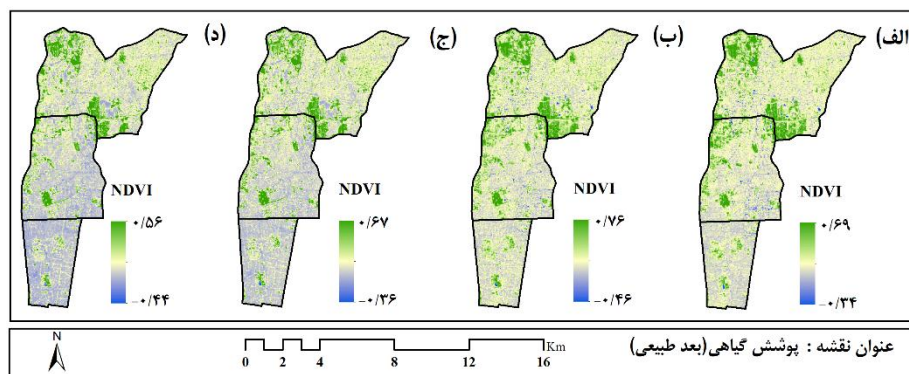 الف)
NDVI
۰/۶۹
−۰/۳۴
ب)
NDVI
۰/۷۶
−۰/۴۶
ج)
NDVI
۰/۶۷
−۰/۳۶
د)
NDVI
۰/۵۶
−۰/۴۴
عنوان نقشه : پوشش گیاهی(بعد طبیعی)
Km
0 2 4 8 12 16
N